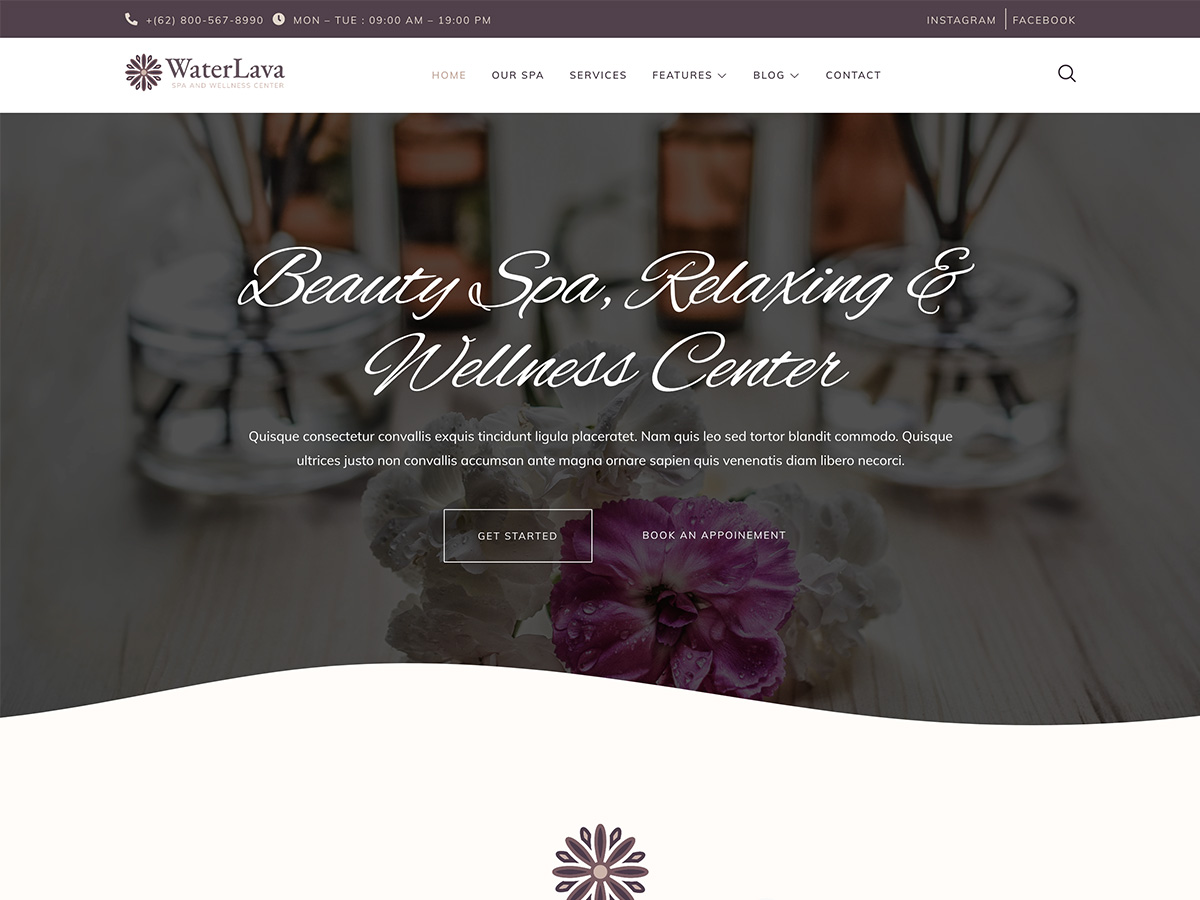 +(62) 800-567-8990 MON – TUE : 09:00 AM – 19:00 PM INSTAGRAM FACEBOOK
WaterLava
SPA AND WELLNESS CENTER
HOME OUR SPA SERVICES FEATURES BLOG CONTACT
Beauty Spa, Relaxing &
Wellness Center
Quisque consectetur convallis exquis tincidunt ligula placeratet. Nam quis leo sed tortor blandit commodo. Quisque
ultrices justo non convallis accumsan ante magna ornare sapien quis venenatis diam libero necorci.
GET STARTED BOOK AN APPOINEMENT